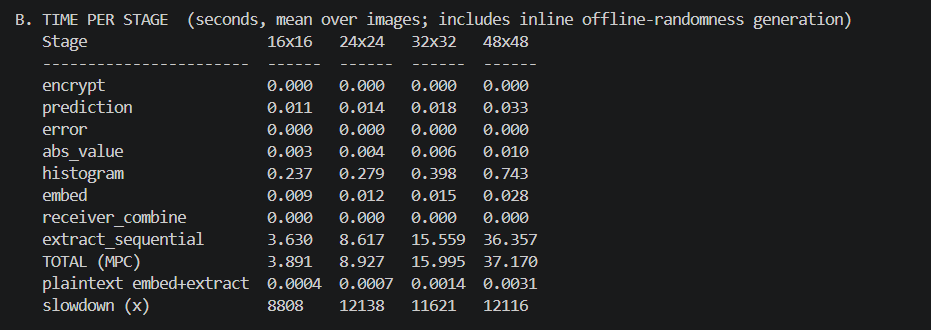 B. TIME PER STAGE  (seconds, mean over images; includes inline offline-randomness generation)
   Stage                    16x16   24x24   32x32   48x48
   -----------------------  ------  ------  ------  ------
   encrypt                  0.000   0.000   0.000   0.000
   prediction               0.011   0.014   0.018   0.033
   error                    0.000   0.000   0.000   0.000
   abs_value                0.003   0.004   0.006   0.010
   histogram                0.237   0.279   0.398   0.743
   embed                    0.009   0.012   0.015   0.028
   receiver_combine         0.000   0.000   0.000   0.000
   extract_sequential       3.630   8.617   15.559  36.357
   TOTAL (MPC)              3.891   8.927   15.995  37.170
   plaintext embed+extract  0.0004  0.0007  0.0014  0.0031
   slowdown (x)             8808    12138   11621   12116